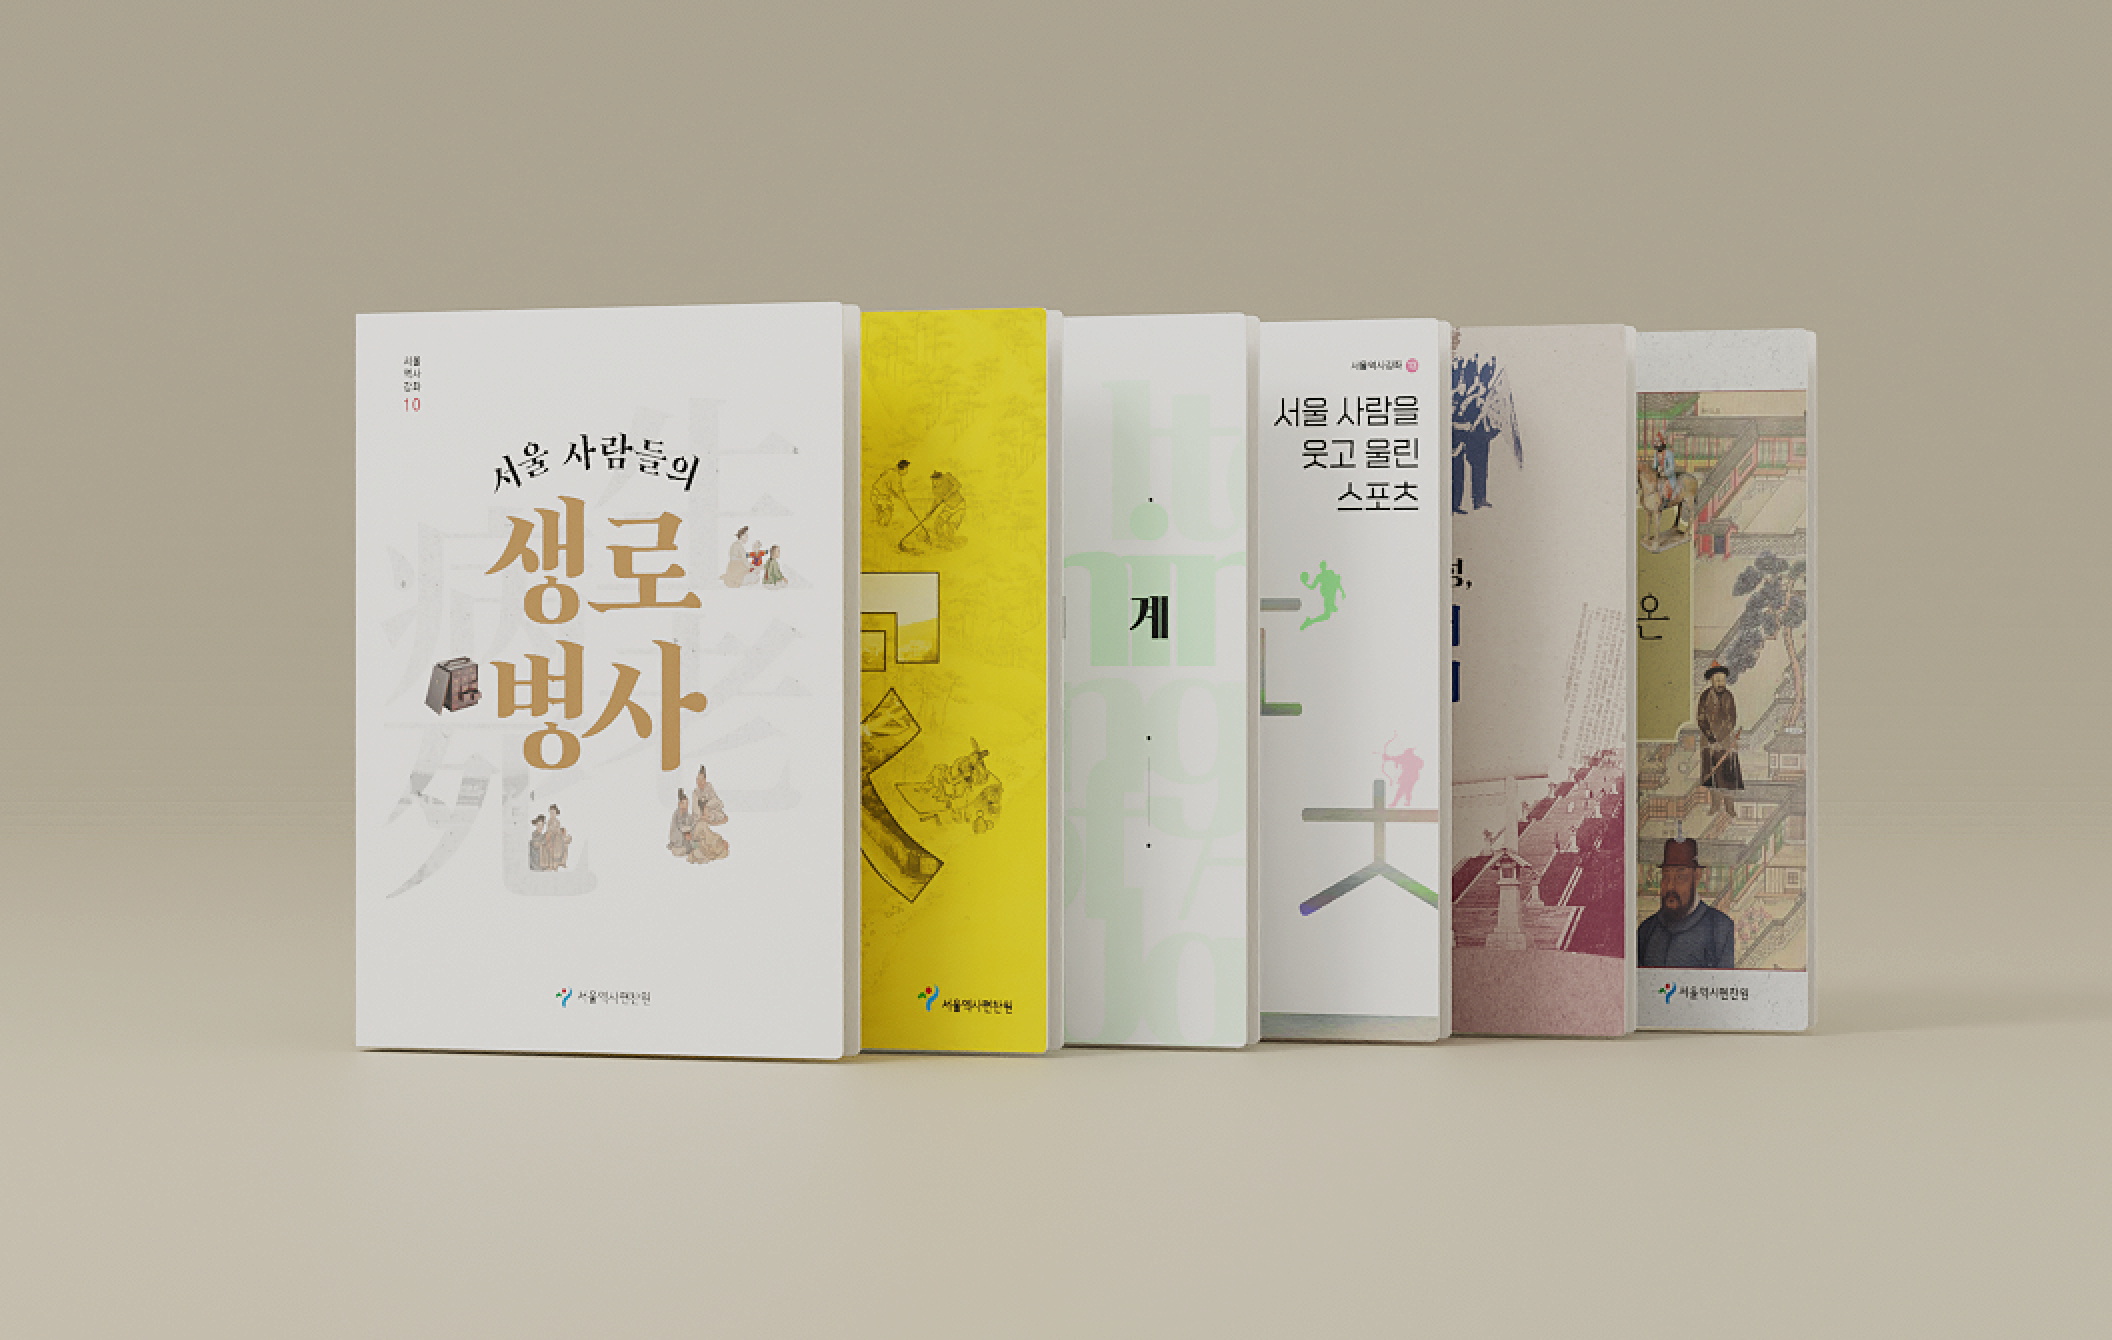 서울
역사
강좌
10
서울 사람들의
생로
병사
서울역사편찬원
서울역사편찬원
게
서울역사강좌 13
서울 사람을
웃고 울린
스포츠
온
서울역사편찬원